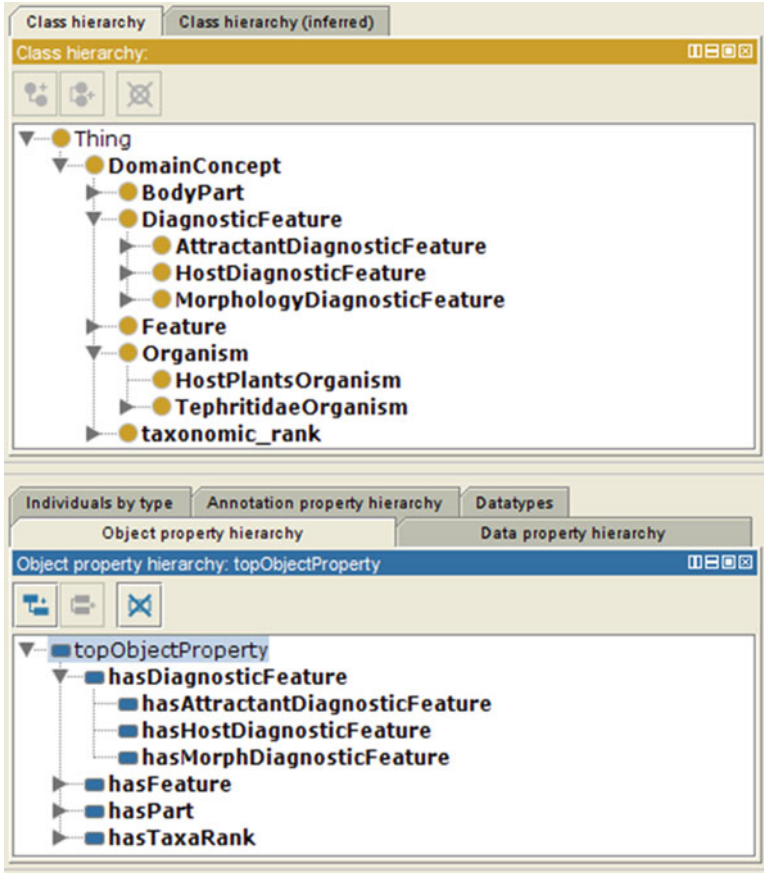 Class hierarchy Class hierarchy (inferred)
Class hierarchy:
Thing
DomainConcept
BodyPart
DiagnosticFeature
AttractantDiagnosticFeature
HostDiagnosticFeature
MorphologyDiagnosticFeature
Feature
Organism
HostPlantsOrganism
TephritidaeOrganism
taxonomic_rank
Individuals by type Annotation property hierarchy Datatypes
Object property hierarchy Data property hierarchy
Object property hierarchy: topObjectProperty
topObjectProperty
hasDiagnosticFeature
hasAttractantDiagnosticFeature
hasHostDiagnosticFeature
hasMorphDiagnosticFeature
hasFeature
hasPart
hasTaxaRank